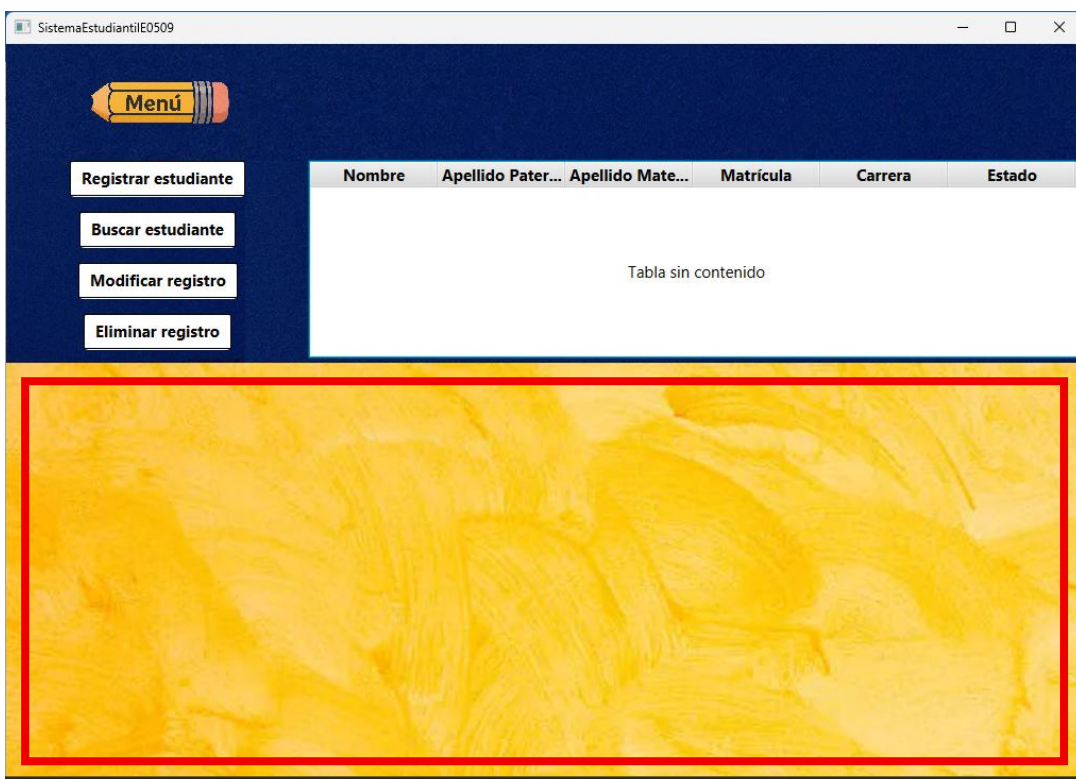 SistemaEstudiantilE0509
Menú
Registrar estudiante
Buscar estudiante
Modificar registro
Eliminar registro
Nombre Apellido Pater... Apellido Mate... Matrícula Carrera Estado
Tabla sin contenido